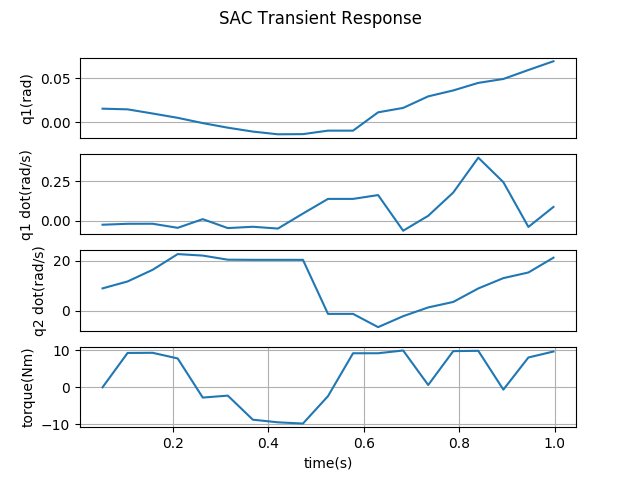 SAC Transient Response
q1(rad)
0.05
0.00
q1 dot(rad/s)
0.25
0.00
q2 dot(rad/s)
20
0
torque(Nm)
10
0
−10
0.2 0.4 0.6 0.8 1.0
time(s)